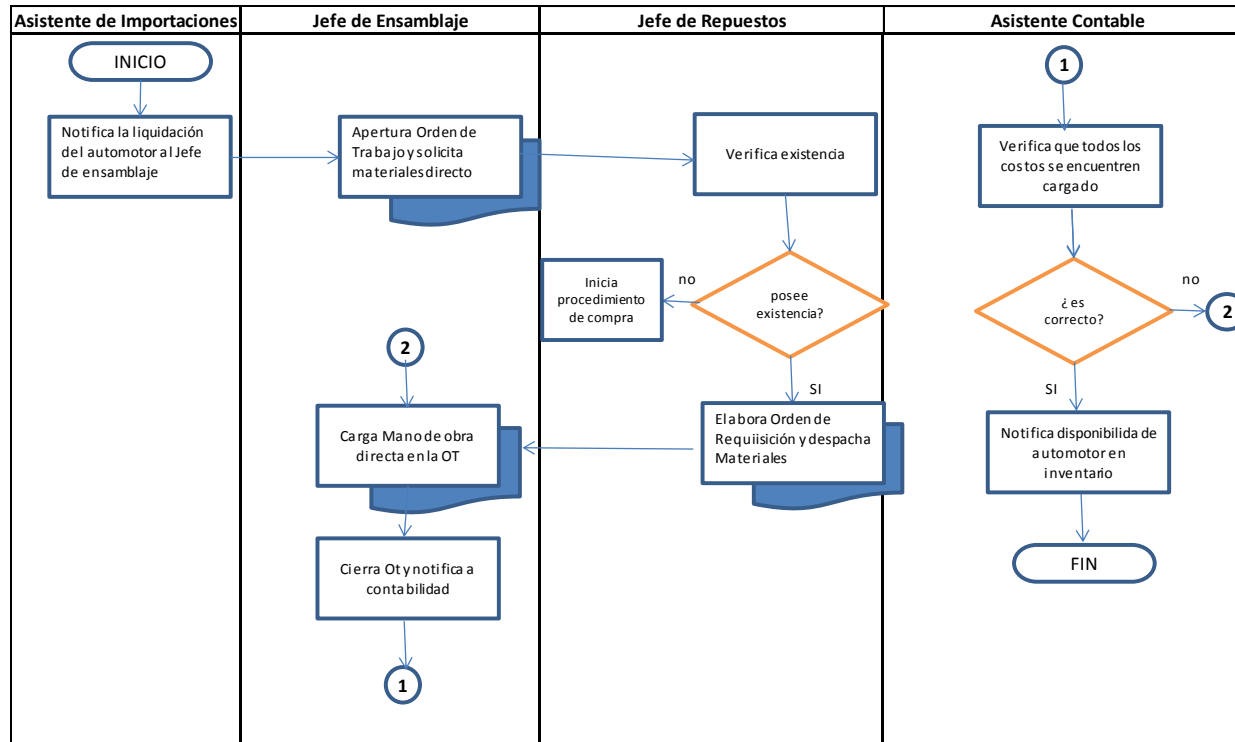 Asistente de Importaciones
Jefe de Ensamblaje
Jefe de Repuestos
Asistente Contable
INICIO
Notifica la liquidación
del automotor al Jefe
de ensamblaje
Apertura Orden de
Trabajo y solicita
materiales directo
Verifica existencia
posee
existencia?
no
Inicia
procedimiento
de compra
SI
Elabora Orden de
Requiisición y despacha
Materiales
2
Carga Mano de obra
directa en la OT
Cierra Ot y notifica a
contabilidad
1
1
Verifica que todos los
costos se encuentren
cargado
¿ es
correcto?
no
2
SI
Notifica disponibilida de
automotor en
inventario
FIN